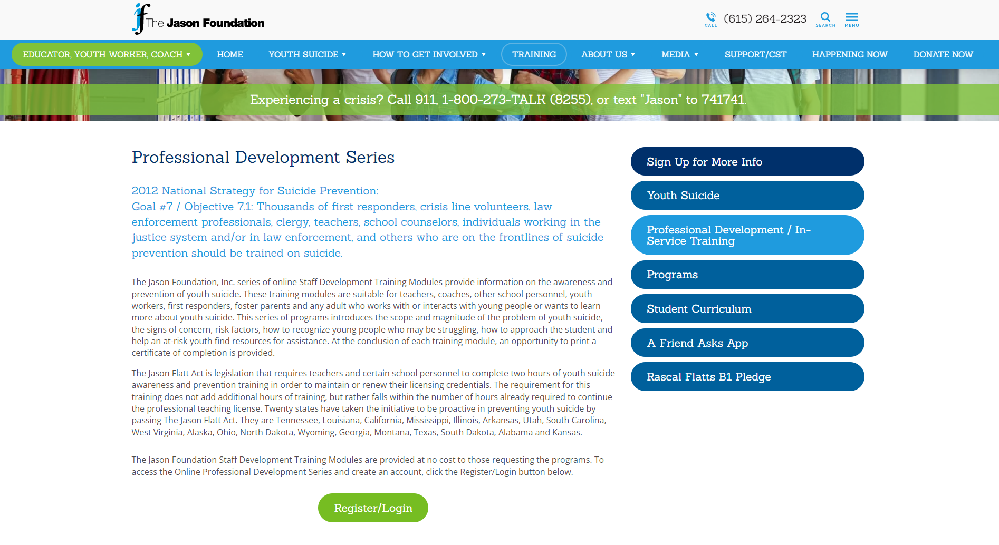 jf The Jason Foundation
CALL
(615) 264-2323
SEARCH
MENU
EDUCATOR, YOUTH WORKER, COACH ▼
HOME
YOUTH SUICIDE ▼
HOW TO GET INVOLVED ▼
TRAINING
ABOUT US ▼
MEDIA ▼
SUPPORT/CST
HAPPENING NOW
DONATE NOW
Experiencing a crisis? Call 911, 1-800-273-TALK (8255), or text "Jason" to 741741.
Professional Development Series
2012 National Strategy for Suicide Prevention:
Goal #7 / Objective 7.1: Thousands of first responders, crisis line volunteers, law
enforcement professionals, clergy, teachers, school counselors, individuals working in the
justice system and/or in law enforcement, and others who are on the frontlines of suicide
prevention should be trained on suicide.
The Jason Foundation, Inc. series of online Staff Development Training Modules provide information on the awareness and
prevention of youth suicide. These training modules are suitable for teachers, coaches, other school personnel, youth
workers, first responders, foster parents and any adult who works with or interacts with young people or wants to learn
more about youth suicide. This series of programs introduces the scope and magnitude of the problem of youth suicide,
the signs of concern, risk factors, how to recognize young people who may be struggling, how to approach the student and
help an at-risk youth find resources for assistance. At the conclusion of each training module, an opportunity to print a
certificate of completion is provided.
The Jason Flatt Act is legislation that requires teachers and certain school personnel to complete two hours of youth suicide
awareness and prevention training in order to maintain or renew their licensing credentials. The requirement for this
training does not add additional hours of training, but rather falls within the number of hours already required to continue
the professional teaching license. Twenty states have taken the initiative to be proactive in preventing youth suicide by
passing The Jason Flatt Act. They are Tennessee, Louisiana, California, Mississippi, Illinois, Arkansas, Utah, South Carolina,
West Virginia, Alaska, Ohio, North Dakota, Wyoming, Georgia, Montana, Texas, South Dakota, Alabama and Kansas.
The Jason Foundation Staff Development Training Modules are provided at no cost to those requesting the programs. To
access the Online Professional Development Series and create an account, click the Register/Login button below.
Register/Login
Sign Up for More Info
Youth Suicide
Professional Development / In-
Service Training
Programs
Student Curriculum
A Friend Asks App
Rascal Flatts B1 Pledge